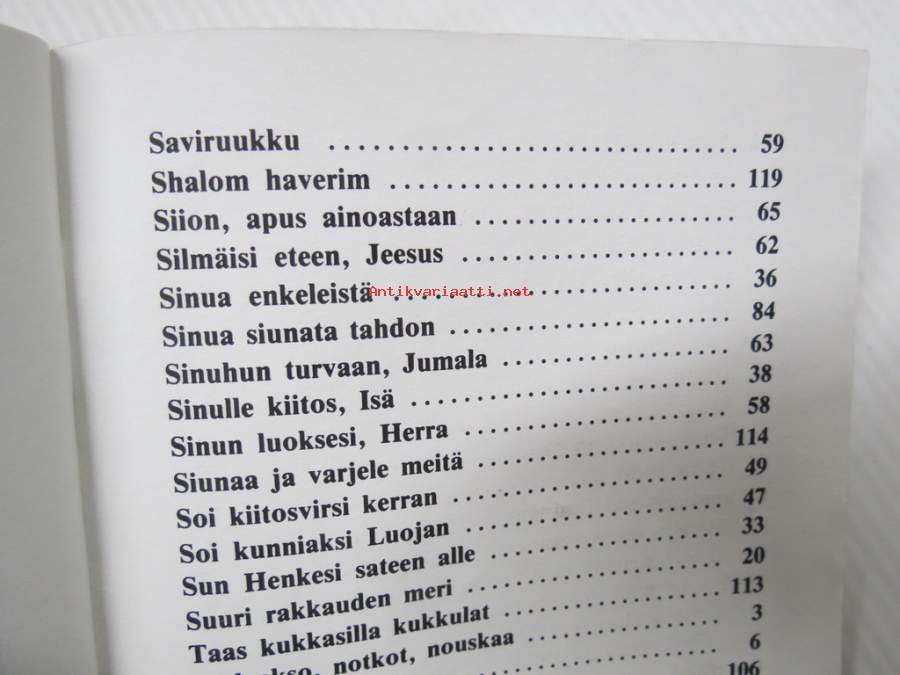 Saviruukku ................................ 59
Shalom haverim ............................ 119
Siion, apus ainoastaan .................... 65
Silmäisi eteen, Jeesus .................... 62
Sinua enkeleistä .......................... 36
Antikvariaatti.net
Sinua siunata tahdon ...................... 84
Sinuhun turvaan, Jumala ................... 63
Sinulle kiitos, Isä ....................... 38
Sinun luoksesi, Herra ..................... 58
Siunaa ja varjele meitä ................... 114
Soi kiitosvirsi kerran .................... 49
Soi kunniaksi Luojan ...................... 47
Sun Henkesi sateen alle ................... 33
Suuri rakkauden meri ...................... 20
Taas kukkasilla kukkulat .................. 113
notkot, nouskaa ................ 3
6
106